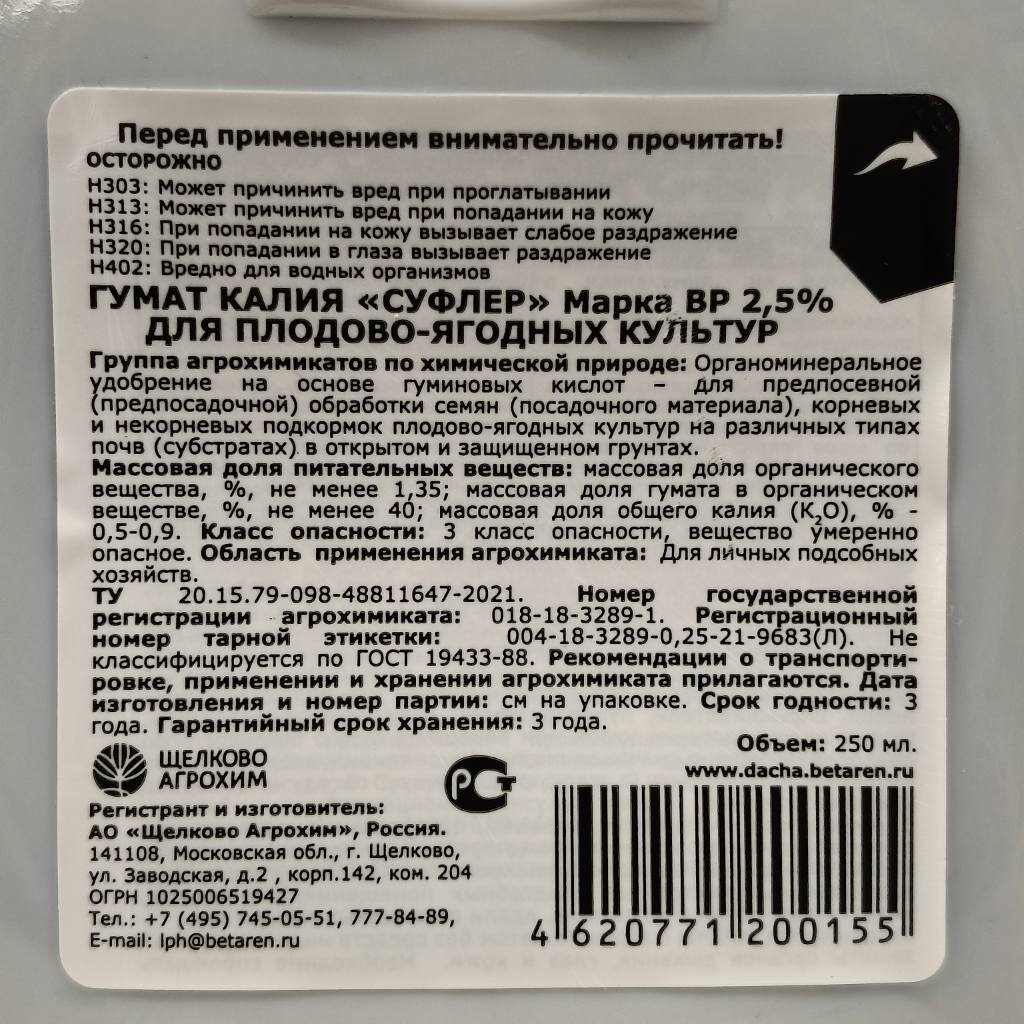 Перед применением внимательно прочитать!
ОСТОРОЖНО
H303: Может причинить вред при проглатывании
H313: Может причинить вред при попадании на кожу
H316: При попадании на кожу вызывает слабое раздражение
H320: При попадании в глаза вызывает раздражение
H402: Вредно для водных организмов
ГУМАТ КАЛИЯ «СУФЛЕР» Марка ВР 2,5%
ДЛЯ ПЛОДОВО-ЯГОДНЫХ КУЛЬТУР
Группа агрохимикатов по химической природе: Органоминеральное
удобрение на основе гуминовых кислот – для предпосевной
(предпосадочной) обработки семян (посадочного материала), корневых
и некорневых подкормок плодово-ягодных культур на различных типах
почв (субстратах) в открытом и защищенном грунтах.
Массовая доля питательных веществ: массовая доля органического
вещества, %, не менее 1,35; массовая доля гумата в органическом
веществе, %, не менее 40; массовая доля общего калия (K₂O), % -
0,5-0,9. Класс опасности: 3 класс опасности, вещество умеренно
опасное. Область применения агрохимиката: Для личных подсобных
хозяйств.
ТУ 20.15.79-098-48811647-2021. Номер государственной
регистрации агрохимиката: 018-18-3289-1. Регистрационный
номер тарной этикетки: 004-18-3289-0,25-21-9683(Л). Не
классифицируется по ГОСТ 19433-88. Рекомендации о транспорти-
ровке, применении и хранении агрохимиката прилагаются. Дата
изготовления и номер партии: см на упаковке. Срок годности: 3
года. Гарантийный срок хранения: 3 года.
Объем: 250 мл.
www.dacha.betaren.ru
ЩЕЛКОВО
АГРОХИМ
РСТ
Регистрант и изготовитель:
АО «Щелково Агрохим», Россия.
141108, Московская обл., г. Щелково,
ул. Заводская, д.2 , корп.142, ком. 204
ОГРН 1025006519427
Тел.: +7 (495) 745-05-51, 777-84-89,
E-mail: lph@betaren.ru
4 620771 200155